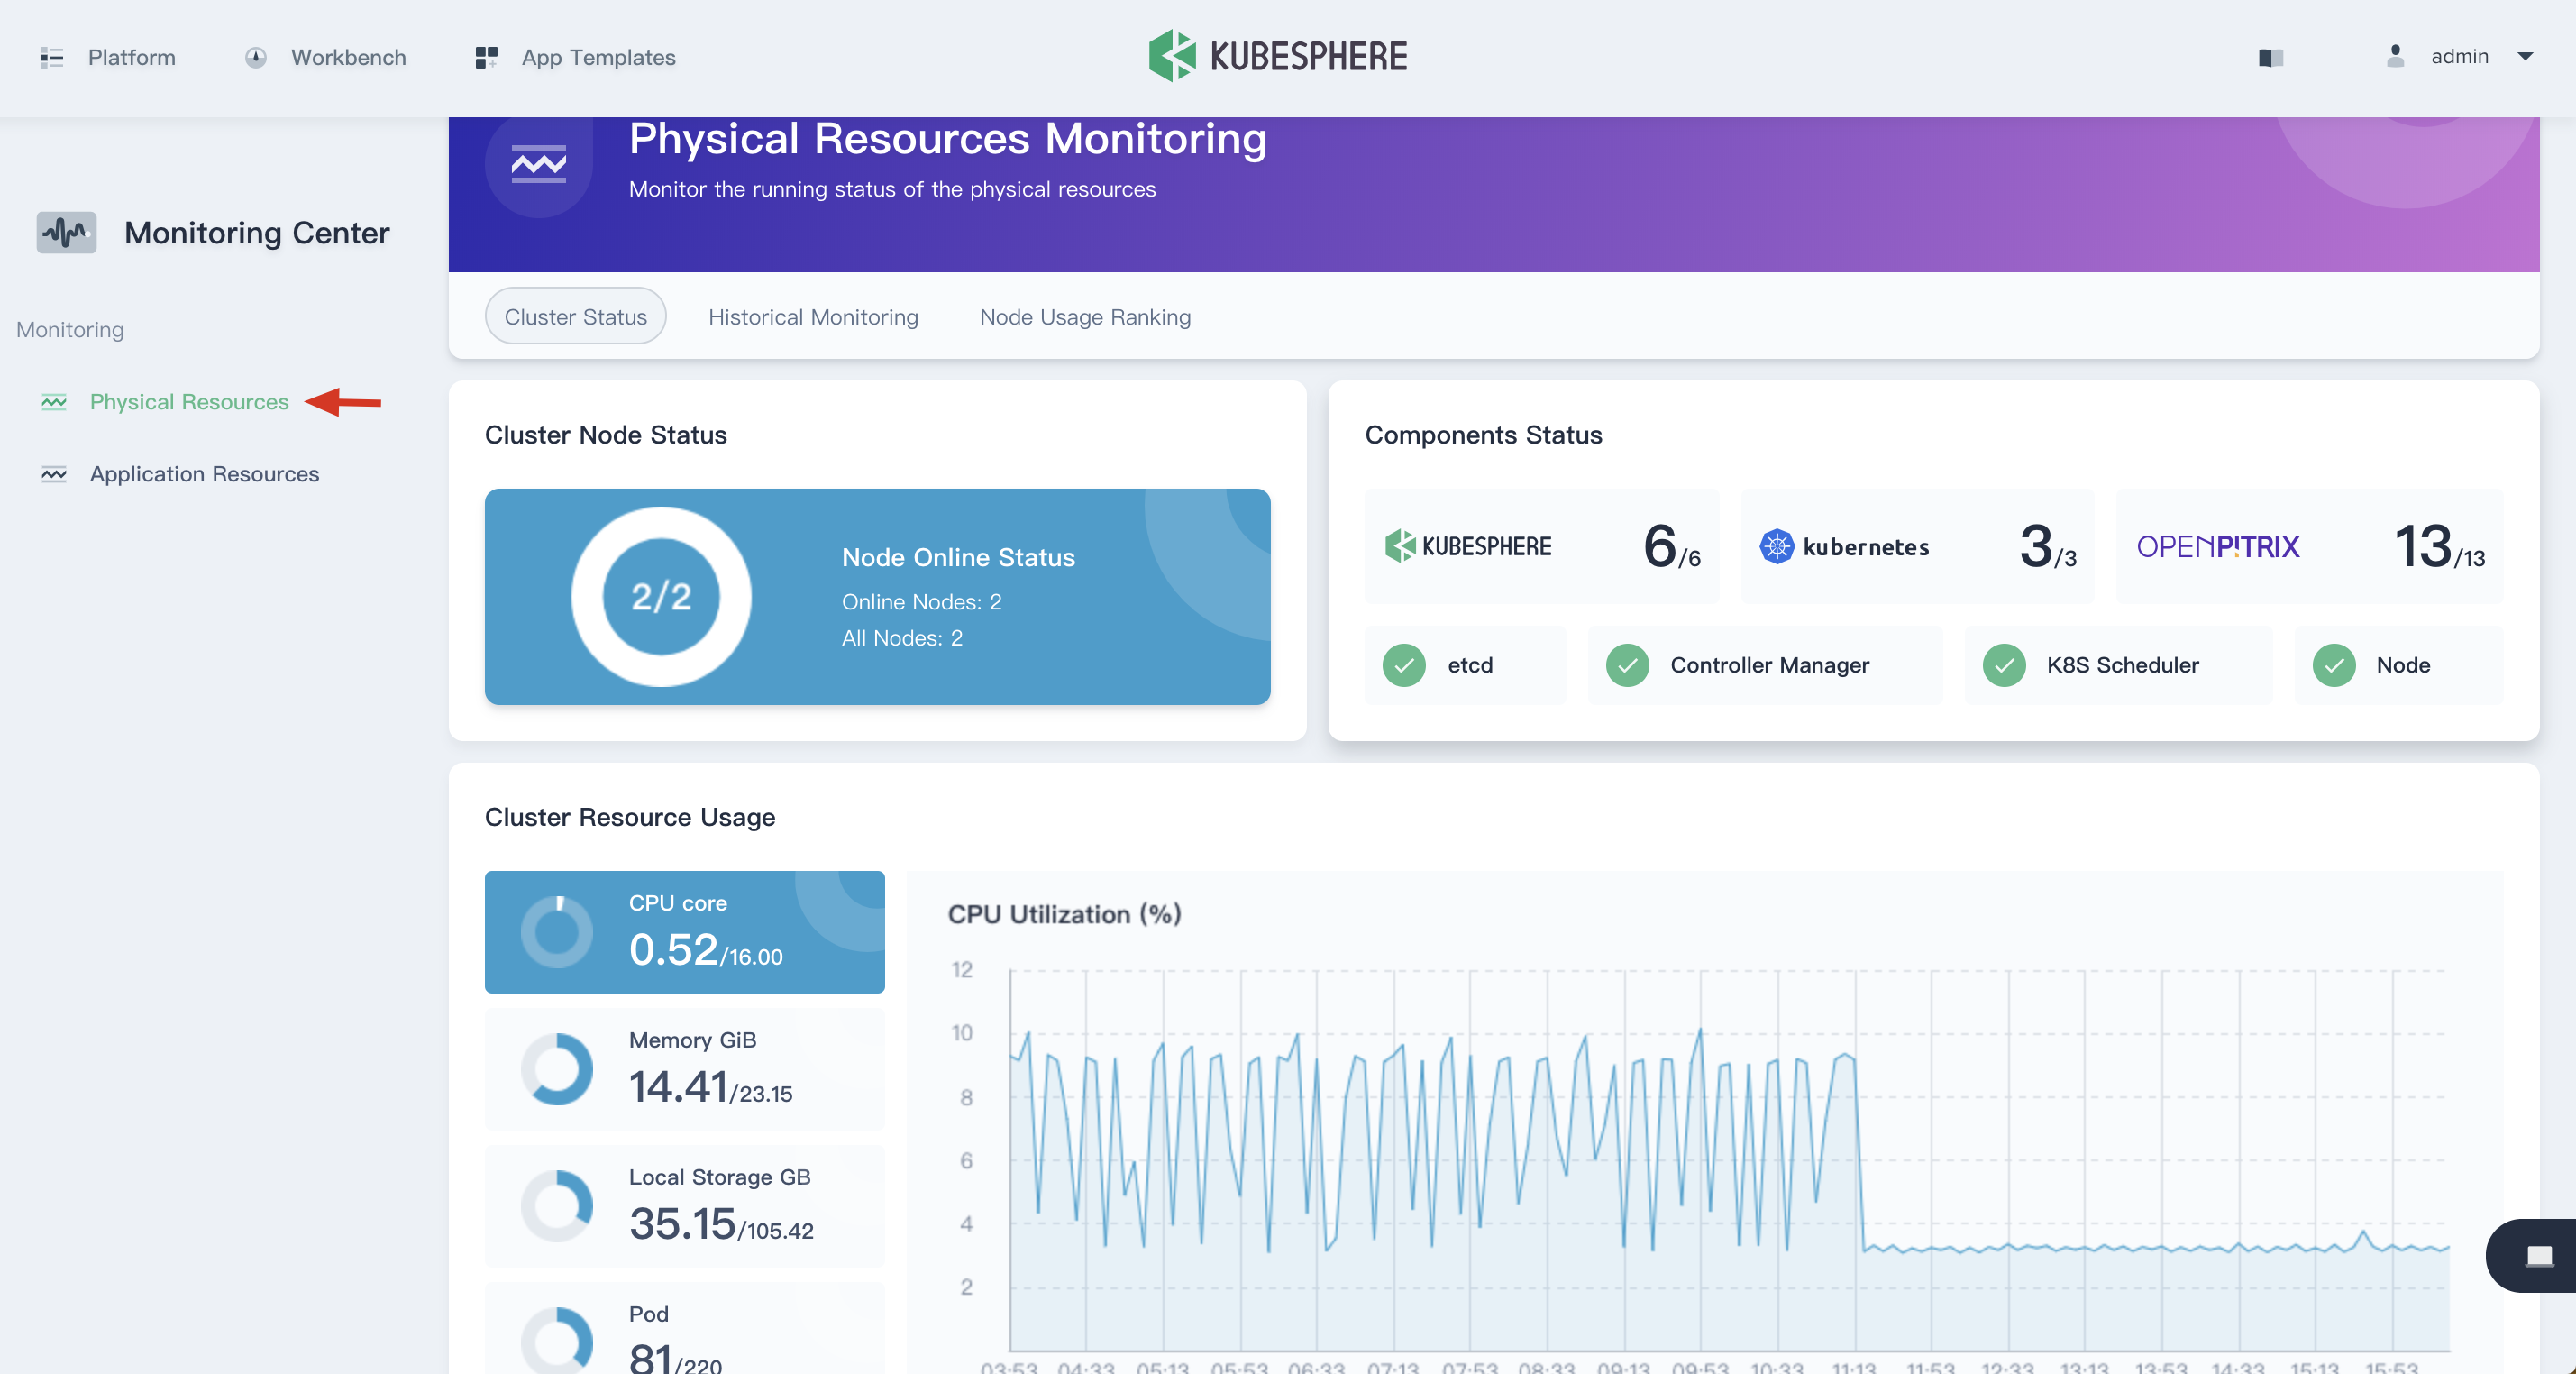 Platform
Workbench
App Templates
KUBESPHERE
admin
Monitoring Center
Monitoring
Physical Resources
Application Resources
Physical Resources Monitoring
Monitor the running status of the physical resources
Cluster Status
Historical Monitoring
Node Usage Ranking
Cluster Node Status
2/2
Node Online Status
Online Nodes: 2
All Nodes: 2
Components Status
KUBESPHERE
6/6
kubernetes
3/3
OPENPITRIX
13/13
etcd
Controller Manager
K8S Scheduler
Node
Cluster Resource Usage
CPU core
0.52/16.00
Memory GiB
14.41/23.15
Local Storage GB
35.15/105.42
Pod
81/220
CPU Utilization (%)
12
10
8
6
4
2
03:53 04:33 05:13 05:53 06:33 07:13 07:53 08:33 09:13 09:53 10:33 11:13 11:53 12:33 13:13 13:53 14:33 15:13 15:53